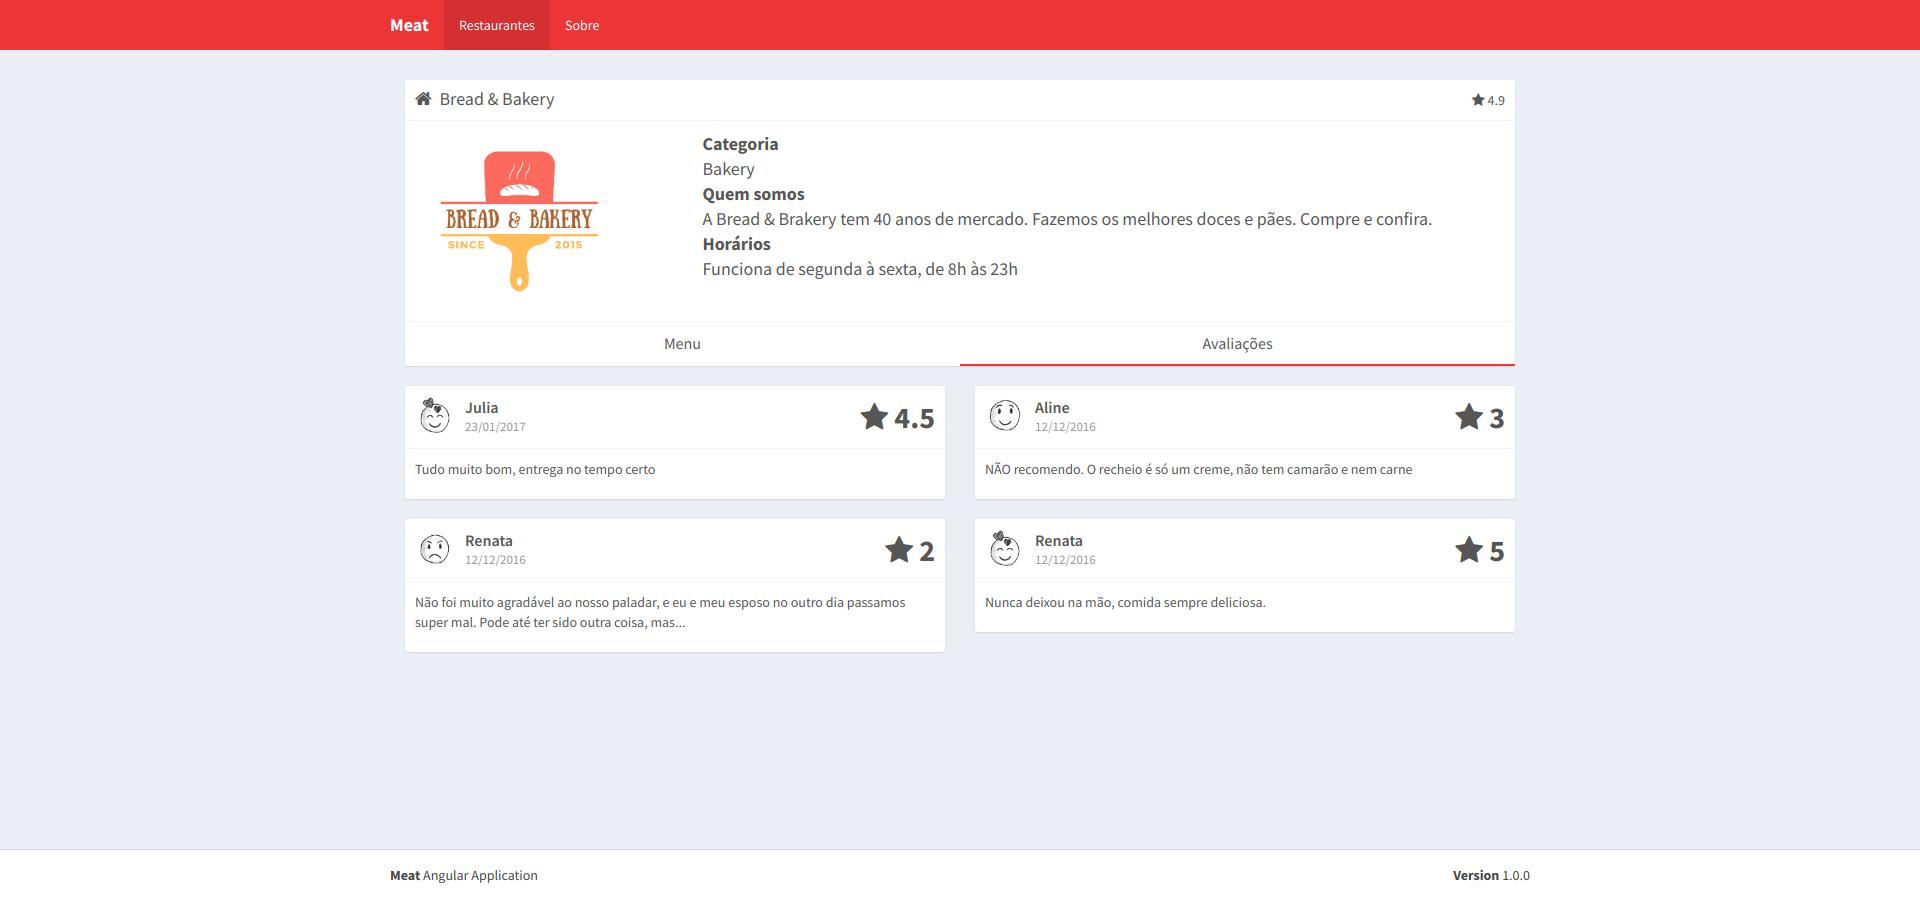 Meat Restaurantes Sobre
Bread & Bakery 4.9
BREAD & BAKERY
SINCE 2015
Categoria
Bakery
Quem somos
A Bread & Brakery tem 40 anos de mercado. Fazemos os melhores doces e pães. Compre e confira.
Horários
Funciona de segunda à sexta, de 8h às 23h
Menu Avaliações
Julia
23/01/2017
4.5
Tudo muito bom, entrega no tempo certo
Aline
12/12/2016
3
NÃO recomendo. O recheio é só um creme, não tem camarão e nem carne
Renata
12/12/2016
2
Não foi muito agradável ao nosso paladar, e eu e meu esposo no outro dia passamos
super mal. Pode até ter sido outra coisa, mas...
Renata
12/12/2016
5
Nunca deixou na mão, comida sempre deliciosa.
Meat Angular Application Version 1.0.0